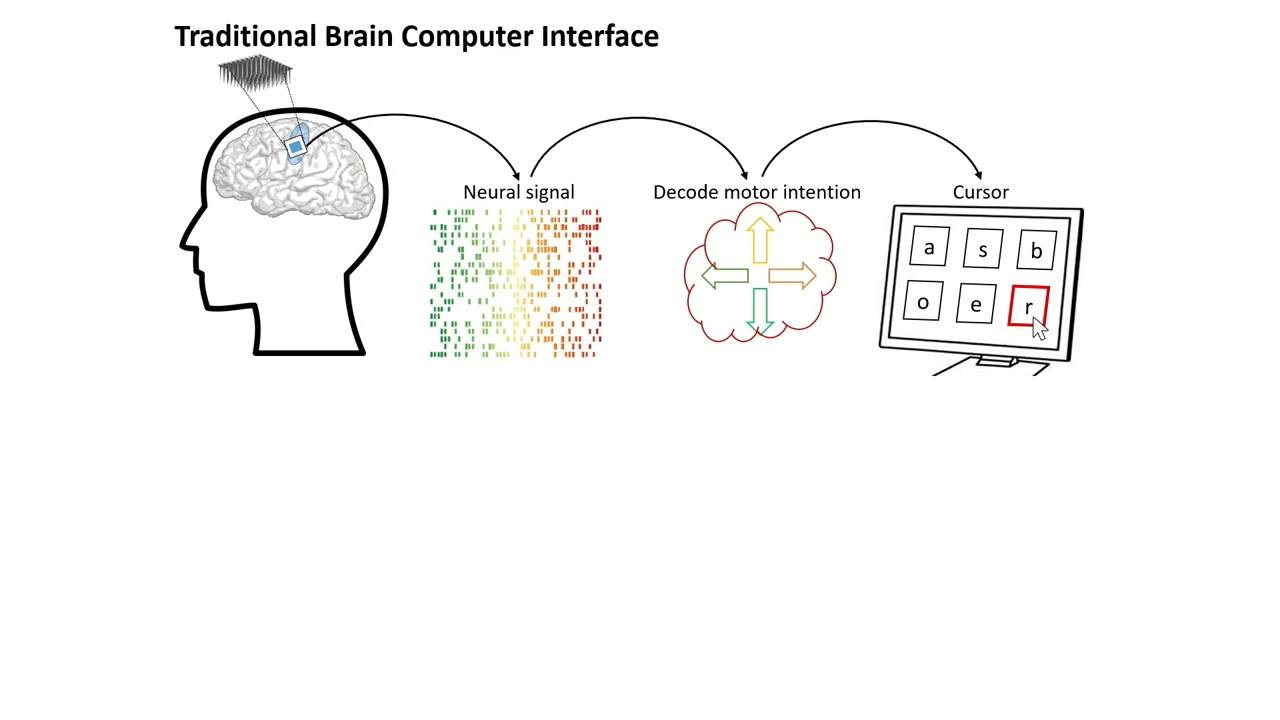 Traditional Brain Computer Interface
Neural signal
Decode motor intention
Cursor
a s b
o e r